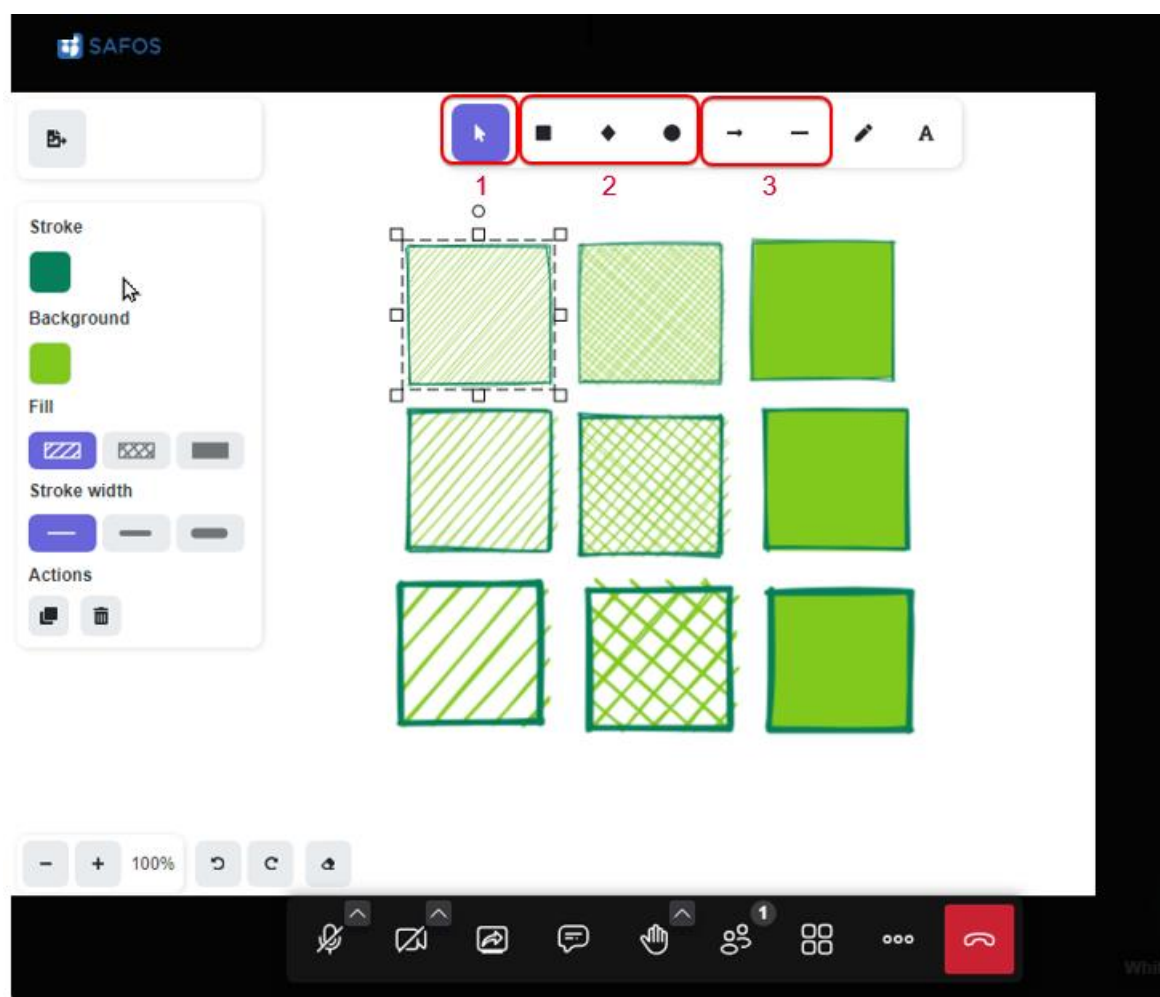 SAFOS
A
1 2 3
Stroke
Background
Fill
Stroke width
Actions
100%
1